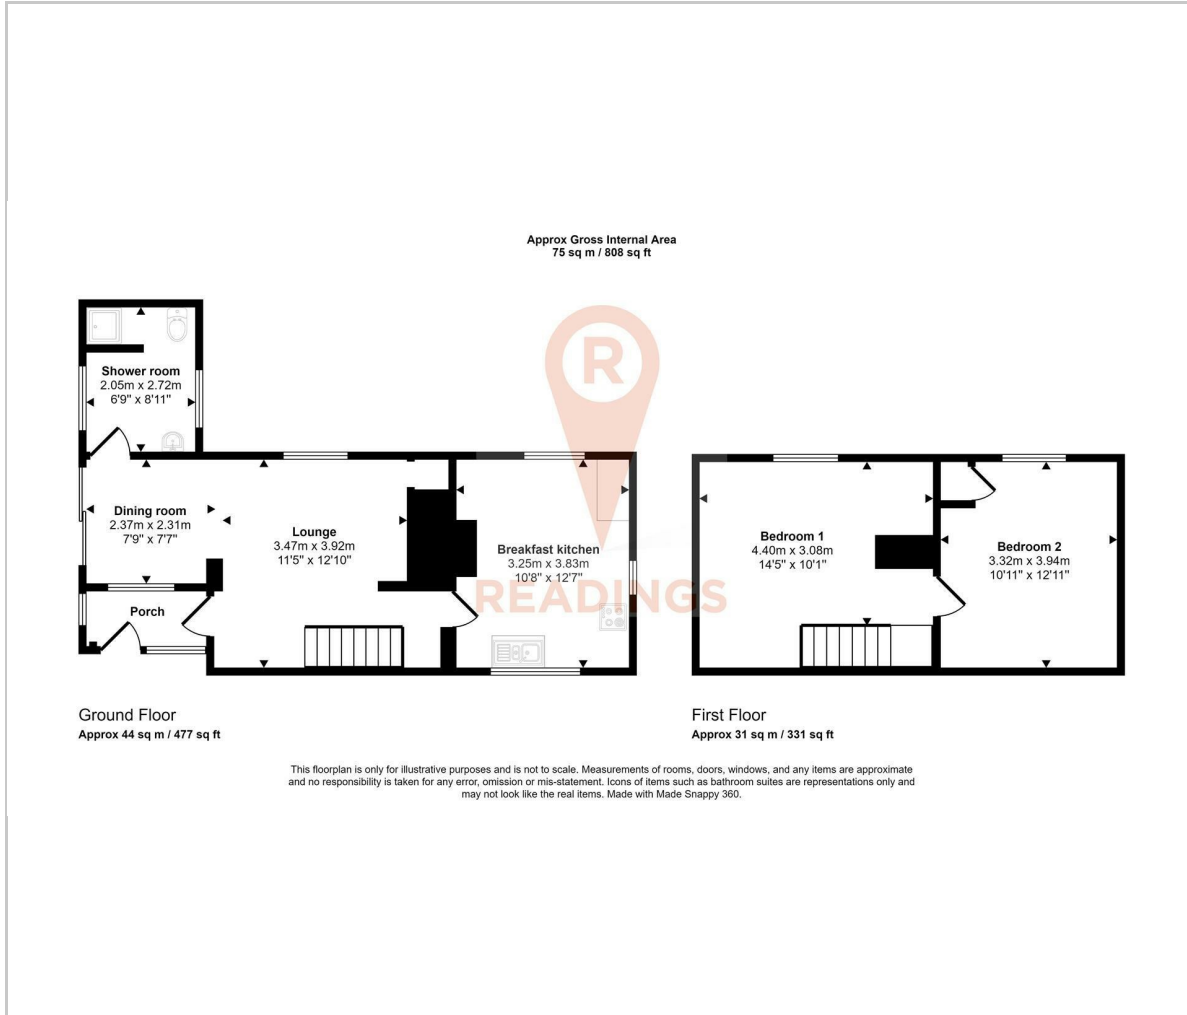 Approx Gross Internal Area
75 sq m / 808 sq ft
R
READINGS
Shower room
2.05m x 2.72m
6'9" x 8'11"
Dining room
2.37m x 2.31m
7'9" x 7'7"
Lounge
3.47m x 3.92m
11'5" x 12'10"
Breakfast kitchen
3.25m x 3.83m
10'8" x 12'7"
Porch
Bedroom 1
4.40m x 3.08m
14'5" x 10'1"
Bedroom 2
3.32m x 3.94m
10'11" x 12'11"
Ground Floor
Approx 44 sq m / 477 sq ft
First Floor
Approx 31 sq m / 331 sq ft
This floorplan is only for illustrative purposes and is not to scale. Measurements of rooms, doors, windows, and any items are approximate
and no responsibility is taken for any error, omission or mis-statement. Icons of items such as bathroom suites are representations only and
may not look like the real items. Made with Made Snappy 360.